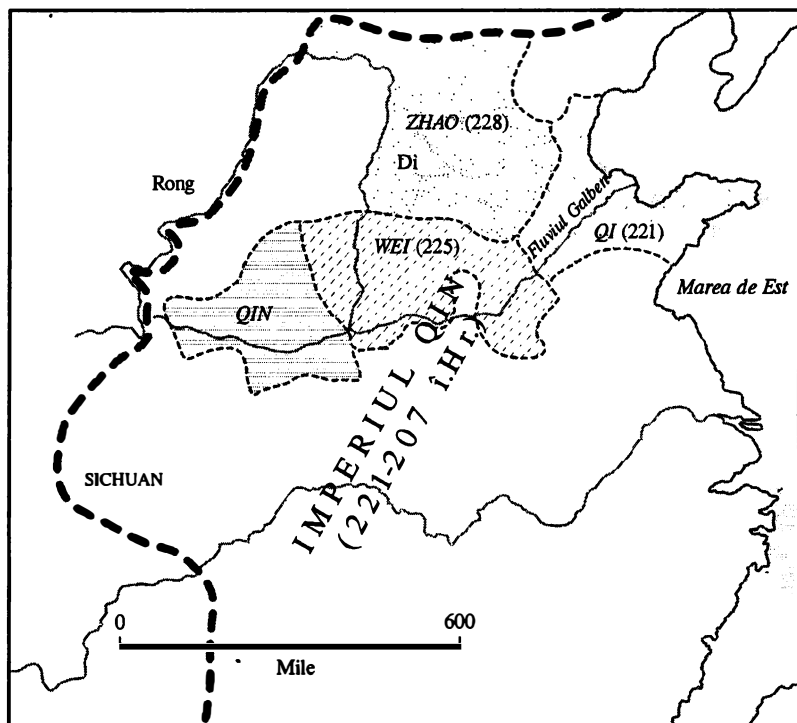 ZHAO (228)
Di
Rong
Fluviul Galben
QI (221)
WEI (225)
Marea de Est
QIN
IMPERIUL QIN
(221-207 î.Hr.)
SICHUAN
0 600
Mile